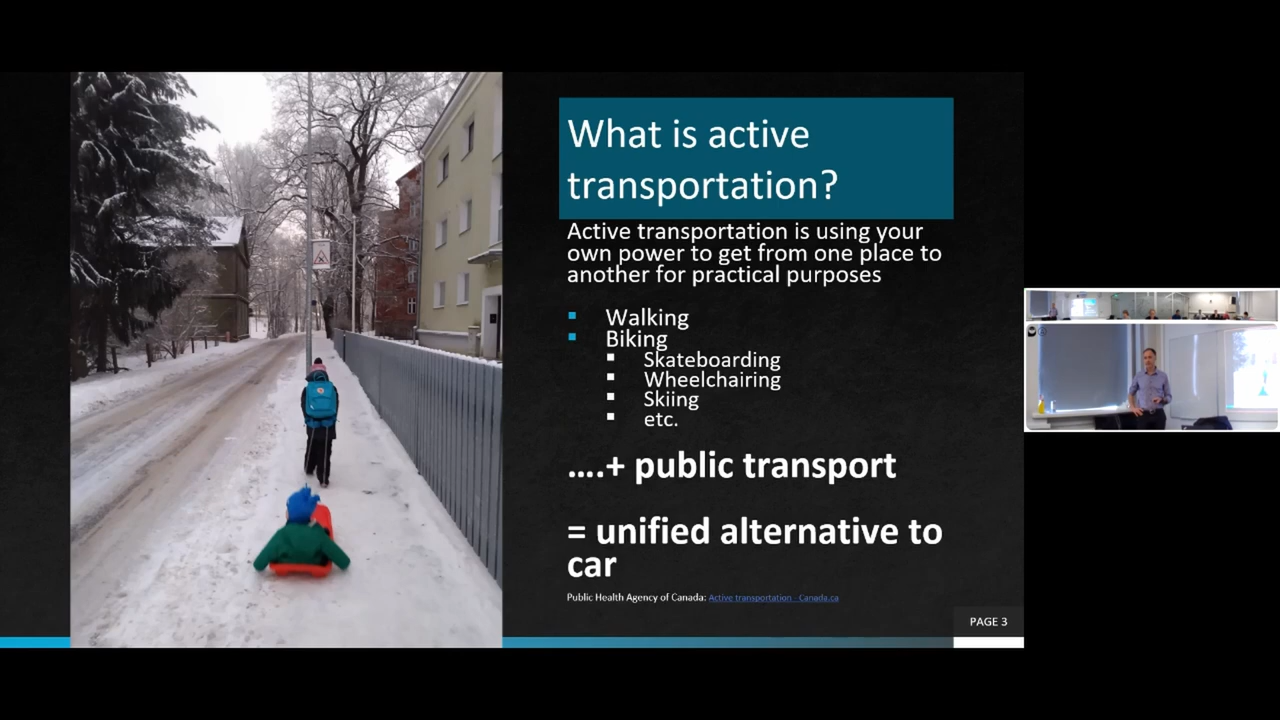 What is active
transportation?
Active transportation is using your
own power to get from one place to
another for practical purposes
Walking
Biking
Skateboarding
Wheelchairing
Skiing
etc.
….+ public transport
= unified alternative to
car
Public Health Agency of Canada: Active transportation - Canada.ca
PAGE 3